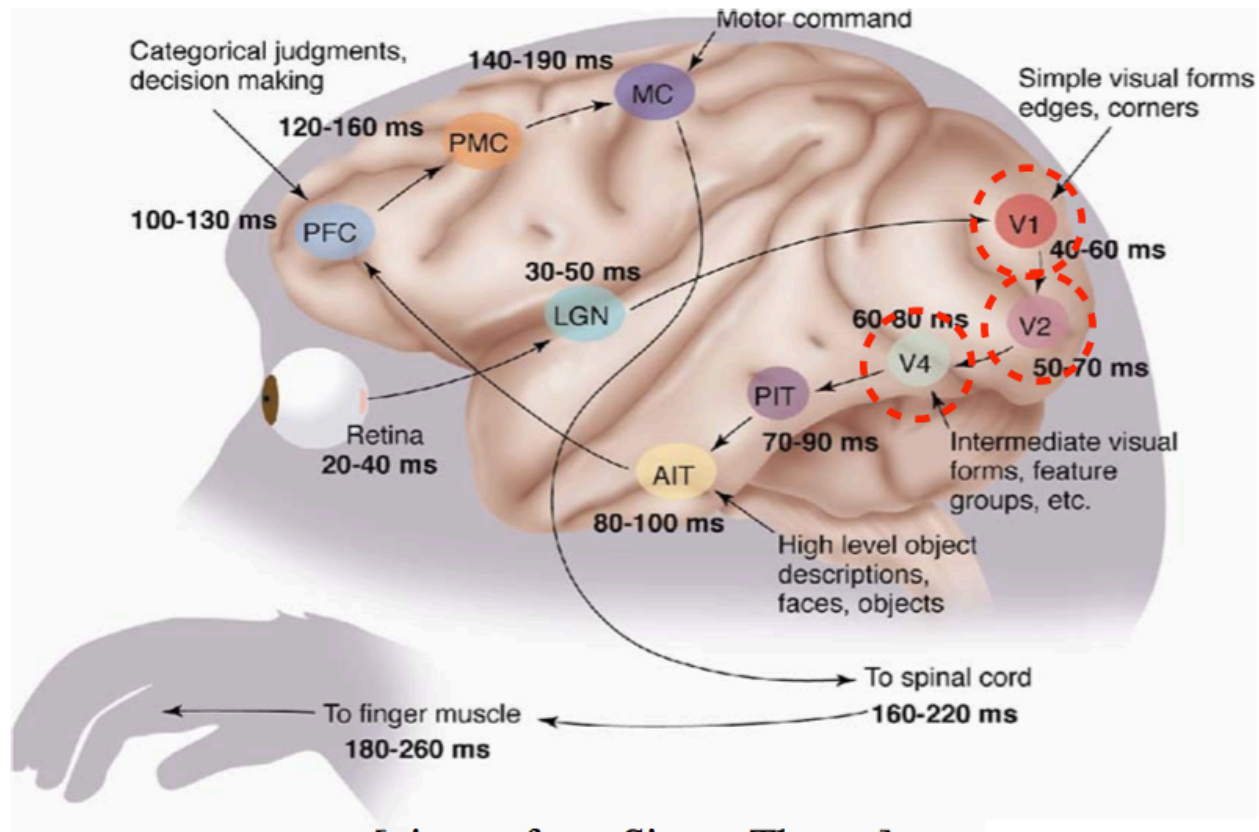 Motor command
Categorical judgments,
decision making
140-190 ms
MC
Simple visual forms
edges, corners
120-160 ms
PMC
100-130 ms
PFC
V1
40-60 ms
30-50 ms
LGN
60-80 ms
V2
V4
50-70 ms
PIT
70-90 ms
Retina
20-40 ms
AIT
80-100 ms
Intermediate visual
forms, feature
groups, etc.
High level object
descriptions,
faces, objects
To spinal cord
160-220 ms
To finger muscle
180-260 ms